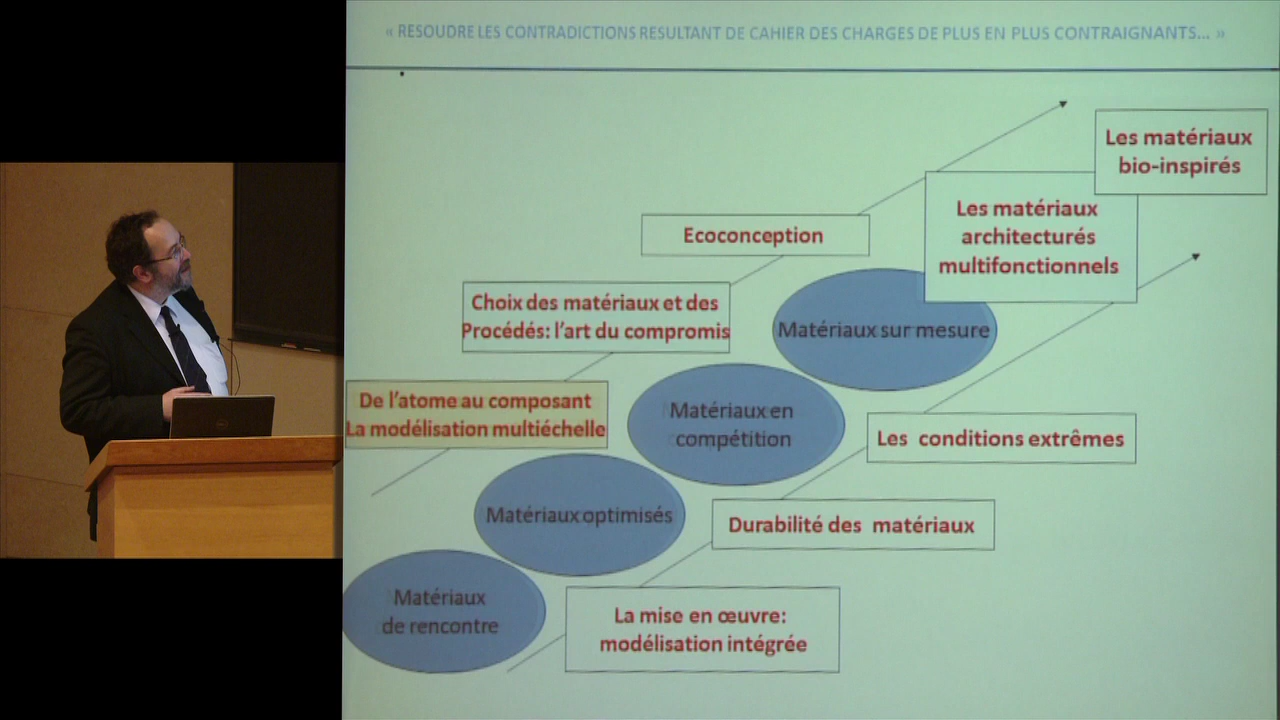 « RESOUDRE LES CONTRADICTIONS RESULTANT DE CAHIER DES CHARGES DE PLUS EN PLUS CONTRAIGNANTS... »
Les matériaux
bio-inspirés
Les matériaux
architecturés
multifonctionnels
Ecoconception
Choix des matériaux et des
Procédés: l'art du compromis
Matériaux sur mesure
De l'atome au composant
La modélisation multiéchelle
Matériaux en
compétition
Les conditions extrêmes
Matériaux optimisés
Durabilité des matériaux
Matériaux
de rencontre
La mise en œuvre:
modélisation intégrée